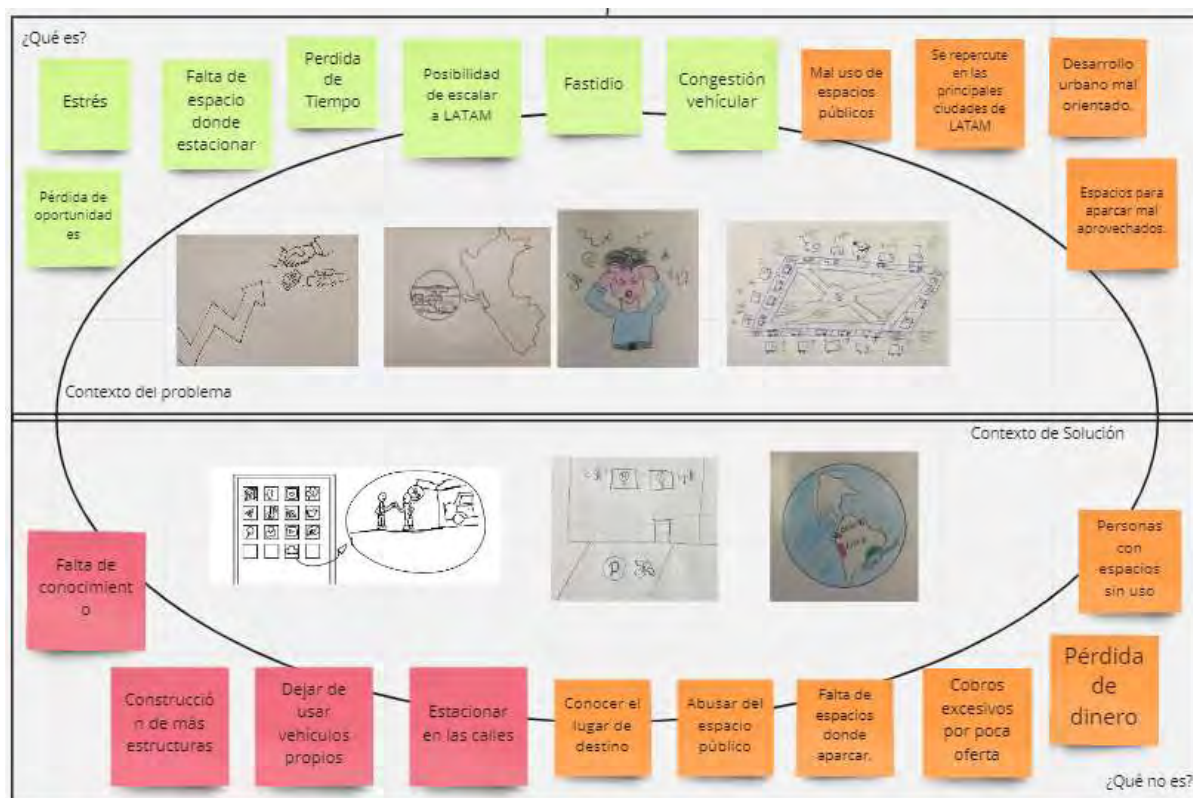 ¿Qué es?
Estrés
Falta de
espacio
donde
estacionar
Perdida
de
Tiempo
Posibilidad
de escalar
a LATAM
Fastidio
Congestión
vehícular
Mal uso de
espacios
públicos
Se repercute
en las
principales
ciudades de
LATAM
Desarrollo
urbano mal
orientado.
Pérdida de
oportunidad
es
Espacios para
aparcar mal
aprovechados.
Contexto del problema
Contexto de Solución
Falta de
conocimient
o
Personas
con
espacios
sin uso
Construcció
n de más
estructuras
Dejar de
usar
vehículos
propios
Estacionar
en las calles
Conocer el
lugar de
destino
Abusar del
espacio
público
Falta de
espacios
donde
aparcar.
Cobros
excesivos
por poca
oferta
Pérdida
de
dinero
¿Qué no es?